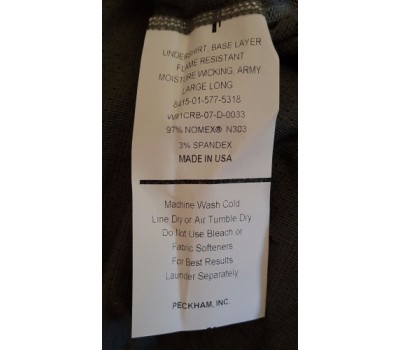 UNDERSHIRT, BASE LAYER
FLAME RESISTANT
MOISTURE WICKING, ARMY
LARGE LONG
8415-01-577-5318
W91CRB-07-D-0033
97% NOMEX® N303
3% SPANDEX
MADE IN USA
Machine Wash Cold
Line Dry or Air Tumble Dry
Do Not Use Bleach or
Fabric Softeners
For Best Results
Launder Separately
PECKHAM, INC.